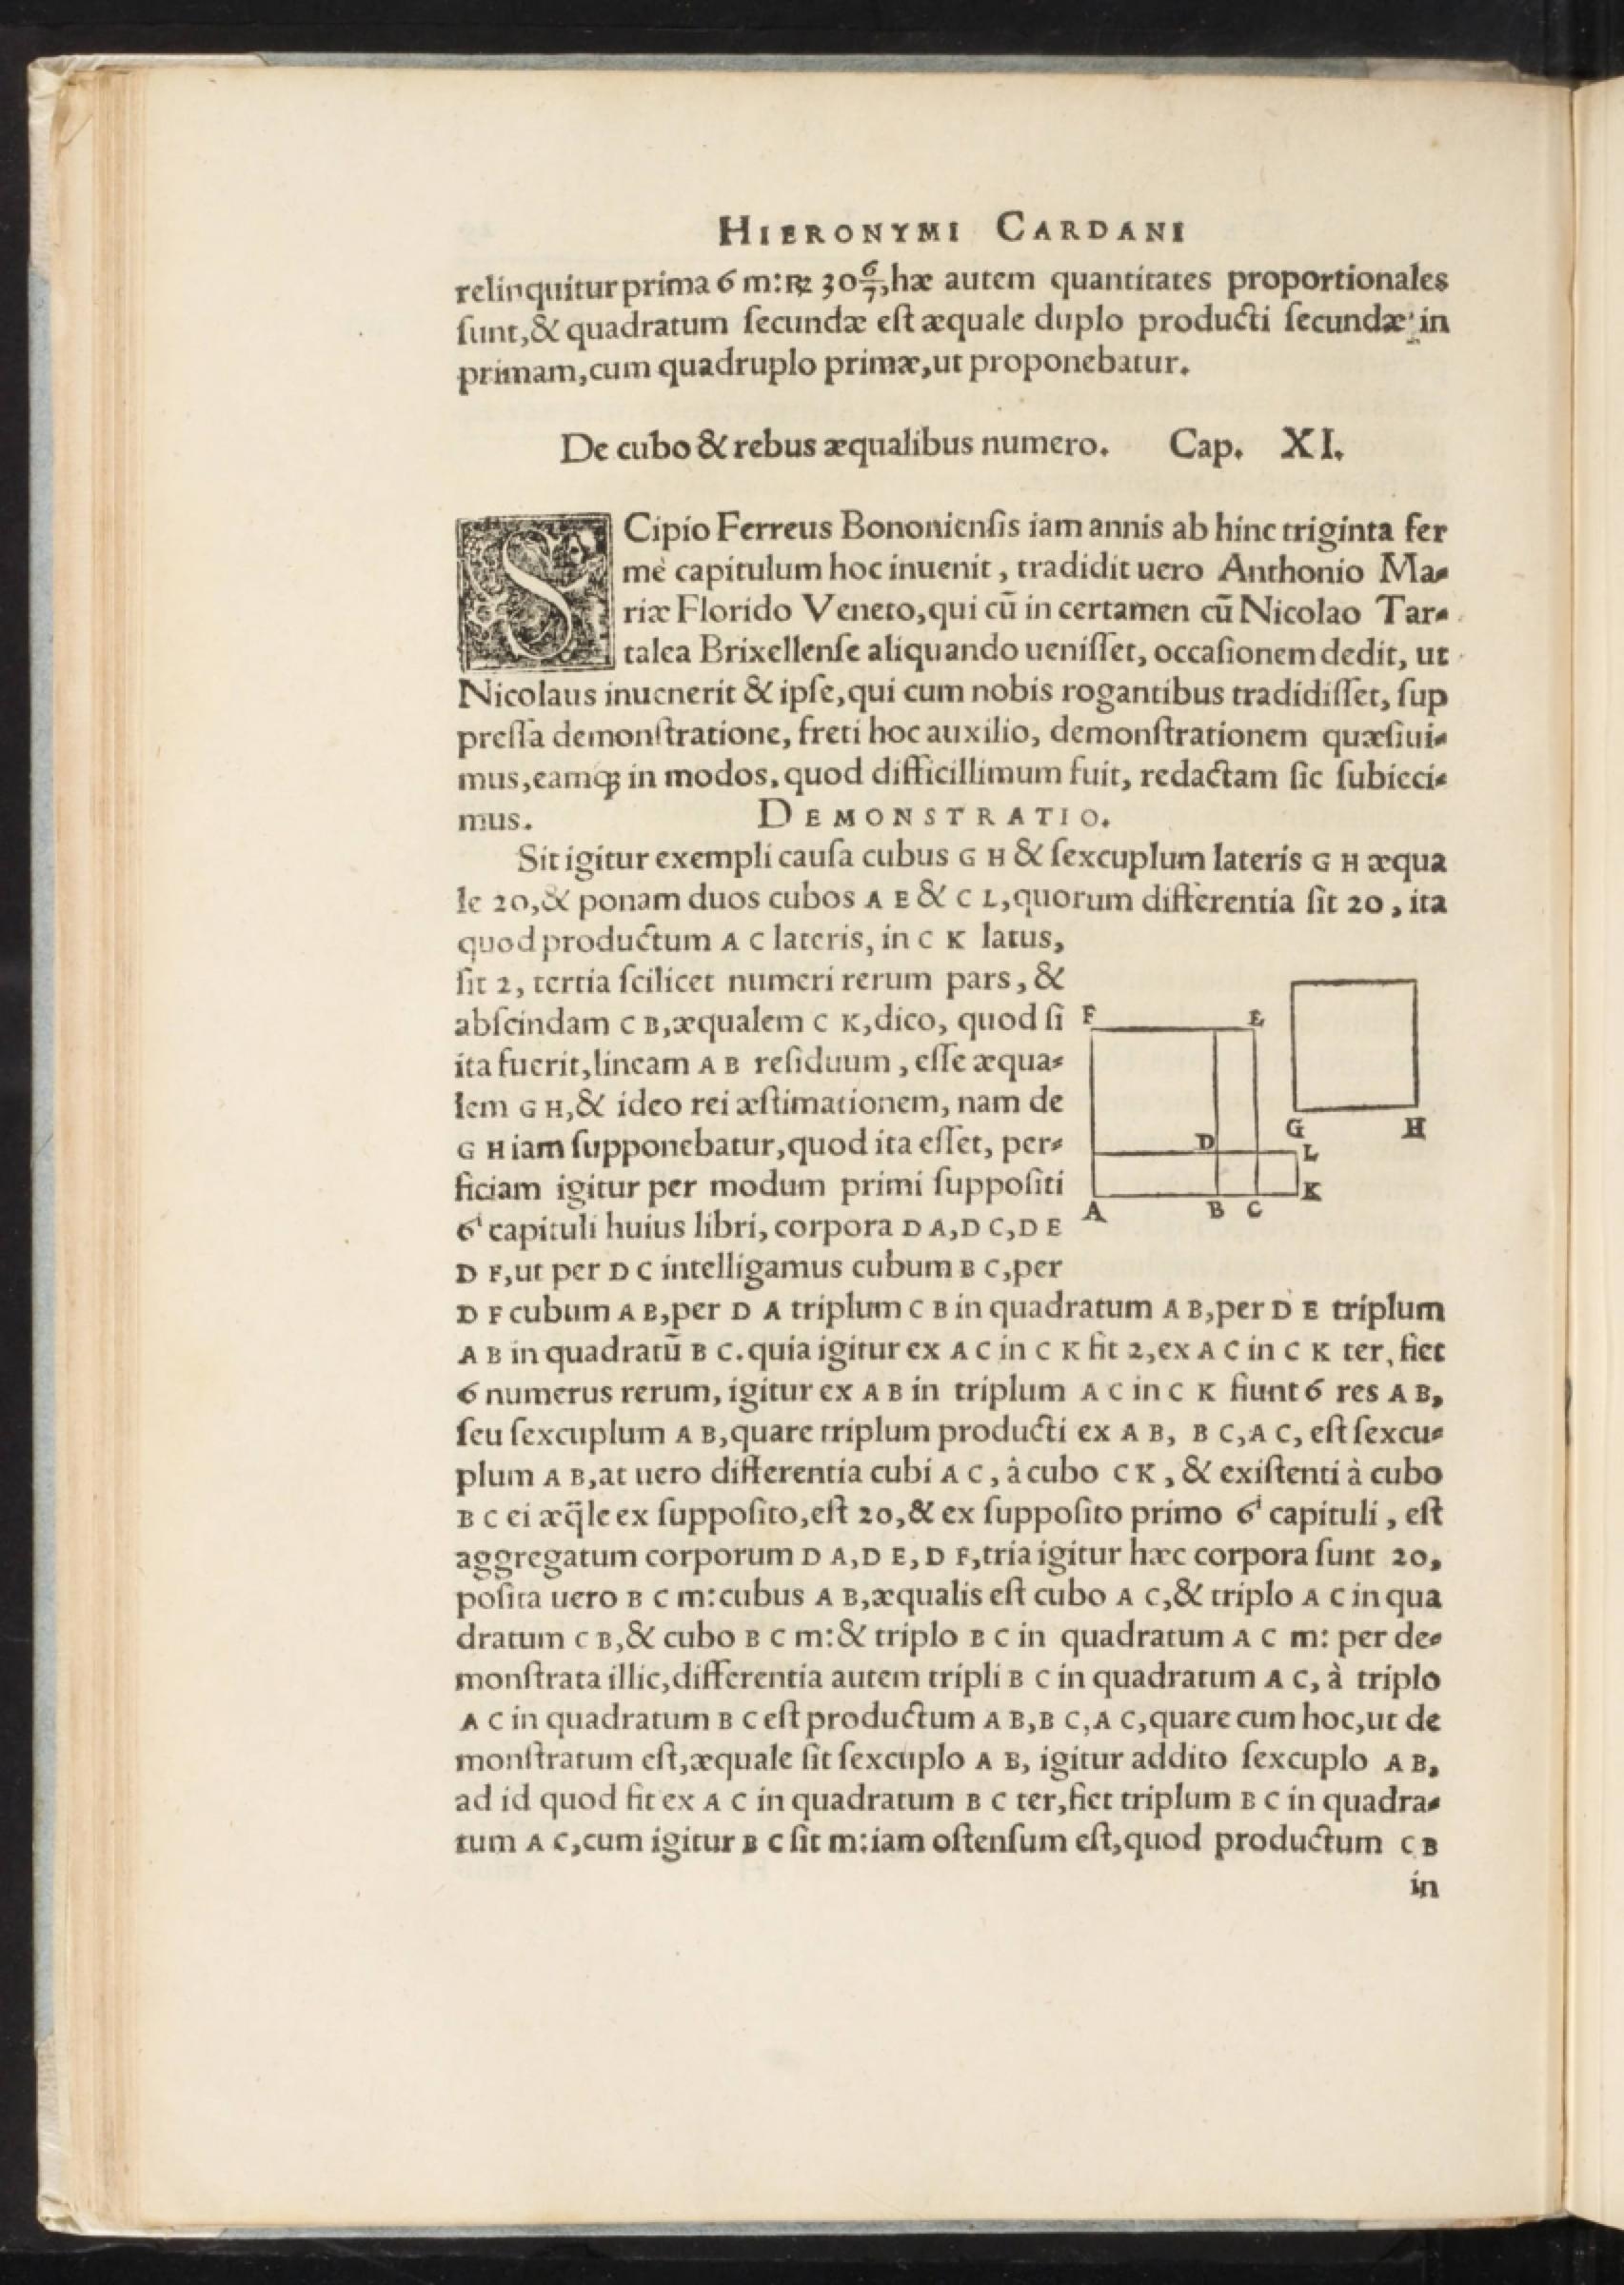 HIERONYMI CARDANI
relinquitur prima 6 m:℞ 30 6/7, hæ autem quantitates proportionales
ſunt, & quadratum ſecundæ eſt æquale duplo producti ſecundæ in
primam, cum quadruplo primæ, ut proponebatur.
De cubo & rebus æqualibus numero. Cap. XI.
SCipio Ferreus Bononienſis iam annis ab hinc triginta fer
mè capitulum hoc inuenit, tradidit uero Anthonio Ma⸗
riæ Florido Veneto, qui cū in certamen cū Nicolao Tar⸗
talea Brixellenſe aliquando ueniſſet, occaſionem dedit, ut
Nicolaus inuenerit & ipſe, qui cum nobis rogantibus tradidiſſet, ſup
preſſa demonſtratione, freti hoc auxilio, demonſtrationem quæſiui⸗
mus, eamq̃ in modos, quod difficillimum fuit, redactam ſic ſubieci⸗
mus. DEMONSTRATIO.
Sit igitur exempli cauſa cubus G H & ſexcuplum lateris G H æqua
le 20, & ponam duos cubos A E & C L, quorum differentia ſit 20, ita
quod productum A C lateris, in C K latus,
ſit 2, tertia ſcilicet numeri rerum pars, &
abſcindam C B, æqualem C K, dico, quod ſi
ita fuerit, lineam A B reſiduum, eſſe æqua⸗
lem G H, & ideo rei æſtimationem, nam de
G H iam ſupponebatur, quod ita eſſet, per⸗
ficiam igitur per modum primi ſuppoſiti
6ⁱ capituli huius libri, corpora D A, D C, D E
D F, ut per D C intelligamus cubum B C, per
D F cubum A B, per D A triplum C B in quadratum A B, per D E triplum
A B in quadratū B C. quia igitur ex A C in C K fit 2, ex A C in C K ter, fiet
6 numerus rerum, igitur ex A B in triplum A C in C K fiunt 6 res A B,
ſeu ſexcuplum A B, quare triplum producti ex A B, B C, A C, eſt ſexcu⸗
plum A B, at uero differentia cubi A C, à cubo C K, & exiſtenti à cubo
B C ei æq̈le ex ſuppoſito, eſt 20, & ex ſuppoſito primo 6ⁱ capituli, eſt
aggregatum corporum D A, D E, D F, tria igitur hæc corpora ſunt 20,
poſita uero B C m: cubus A B, æqualis eſt cubo A C, & triplo A C in qua
dratum C B, & cubo B C m: & triplo B C in quadratum A C m: per de⸗
monſtrata illic, differentia autem tripli B C in quadratum A C, à triplo
A C in quadratum B C eſt productum A B, B C, A C, quare cum hoc, ut de
monſtratum eſt, æquale ſit ſexcuplo A B, igitur addito ſexcuplo A B,
ad id quod fit ex A C in quadratum B C ter, fiet triplum B C in quadra⸗
tum A C, cum igitur B C ſit m: iam oſtenſum eſt, quod productum C B
in
F E
G H
D L
K
A B C